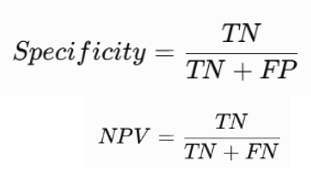 Specificity = TN / TN + FP
NPV = TN / TN + FN